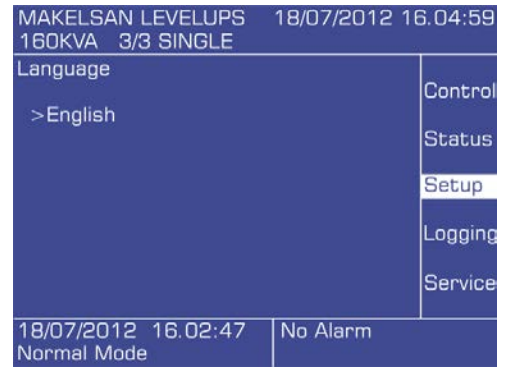 MAKELSAN LEVELUPS 18/07/2012 16.04:59
160KVA 3/3 SINGLE
Language
>English
Control
Status
Setup
Logging
Service
18/07/2012 16.02:47 No Alarm
Normal Mode